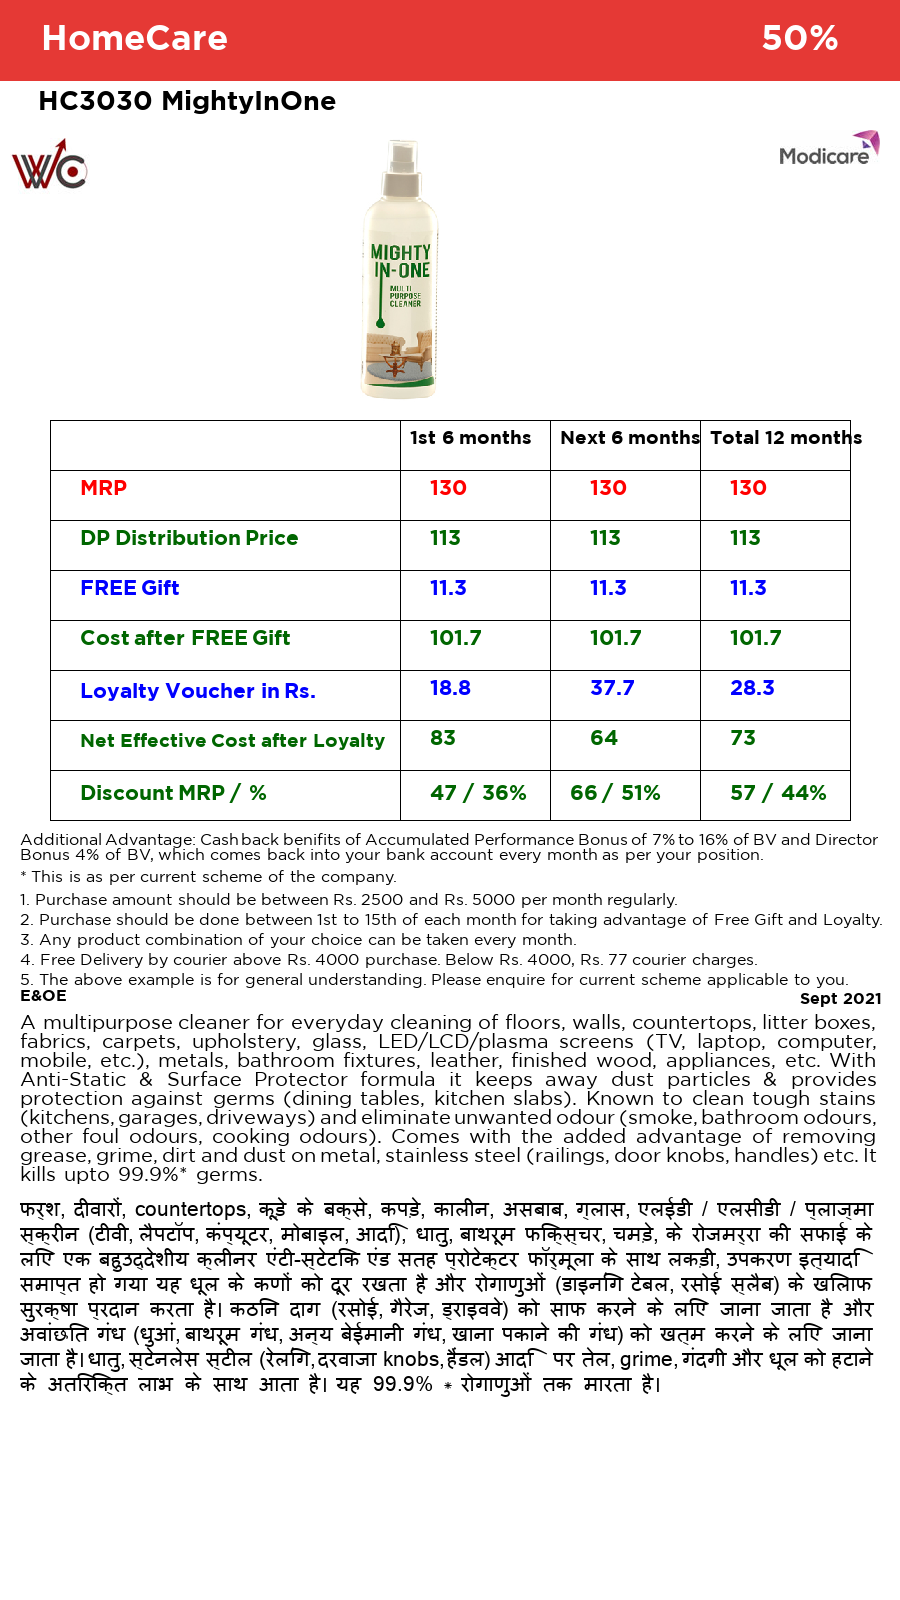 HomeCare 50%
HC3030 MightyInOne
WC
Modicare
MIGHTY
IN-ONE
MULTI
PURPOSE
CLEANER
1st 6 months Next 6 months Total 12 months
MRP 130 130 130
DP Distribution Price 113 113 113
FREE Gift 11.3 11.3 11.3
Cost after FREE Gift 101.7 101.7 101.7
Loyalty Voucher in Rs. 18.8 37.7 28.3
Net Effective Cost after Loyalty 83 64 73
Discount MRP / % 47 / 36% 66 / 51% 57 / 44%
Additional Advantage: Cash back benifits of Accumulated Performance Bonus of 7% to 16% of BV and Director
Bonus 4% of BV, which comes back into your bank account every month as per your position.
* This is as per current scheme of the company.
1. Purchase amount should be between Rs. 2500 and Rs. 5000 per month regularly.
2. Purchase should be done between 1st to 15th of each month for taking advantage of Free Gift and Loyalty.
3. Any product combination of your choice can be taken every month.
4. Free Delivery by courier above Rs. 4000 purchase. Below Rs. 4000, Rs. 77 courier charges.
5. The above example is for general understanding. Please enquire for current scheme applicable to you.
E&OE Sept 2021
A multipurpose cleaner for everyday cleaning of floors, walls, countertops, litter boxes,
fabrics, carpets, upholstery, glass, LED/LCD/plasma screens (TV, laptop, computer,
mobile, etc.), metals, bathroom fixtures, leather, finished wood, appliances, etc. With
Anti-Static & Surface Protector formula it keeps away dust particles & provides
protection against germs (dining tables, kitchen slabs). Known to clean tough stains
(kitchens, garages, driveways) and eliminate unwanted odour (smoke, bathroom odours,
other foul odours, cooking odours). Comes with the added advantage of removing
grease, grime, dirt and dust on metal, stainless steel (railings, door knobs, handles) etc. It
kills upto 99.9%* germs.
फर्श, दीवारों, countertops, कूड़े के बक्से, कपड़े, कालीन, असबाब, ग्लास, एलईडी / एलसीडी / प्लाज्मा
स्क्रीन (टीवी, लैपटॉप, कंप्यूटर, मोबाइल, आदि), धातु, बाथरूम फिक्स्चर, चमड़े, के रोजमर्रा की सफाई के
लिए एक बहुउद्देशीय क्लीनर एंटी-स्टेटिक एंड सतह प्रोटेक्टर फॉर्मूला के साथ लकड़ी, उपकरण इत्यादि
समाप्त हो गया यह धूल के कणों को दूर रखता है और रोगाणुओं (डाइनिंग टेबल, रसोई स्लैब) के खिलाफ
सुरक्षा प्रदान करता है। कठिन दाग (रसोई, गैरेज, ड्राइववे) को साफ करने के लिए जाना जाता है और
अवांछित गंध (धुआं, बाथरूम गंध, अन्य बेईमानी गंध, खाना पकाने की गंध) को खत्म करने के लिए जाना
जाता है। धातु, स्टेनलेस स्टील (रेलिंग, दरवाजा knobs, हैंडल) आदि पर तेल, grime, गंदगी और धूल को हटाने
के अतिरिक्त लाभ के साथ आता है। यह 99.9% * रोगाणुओं तक मारता है।